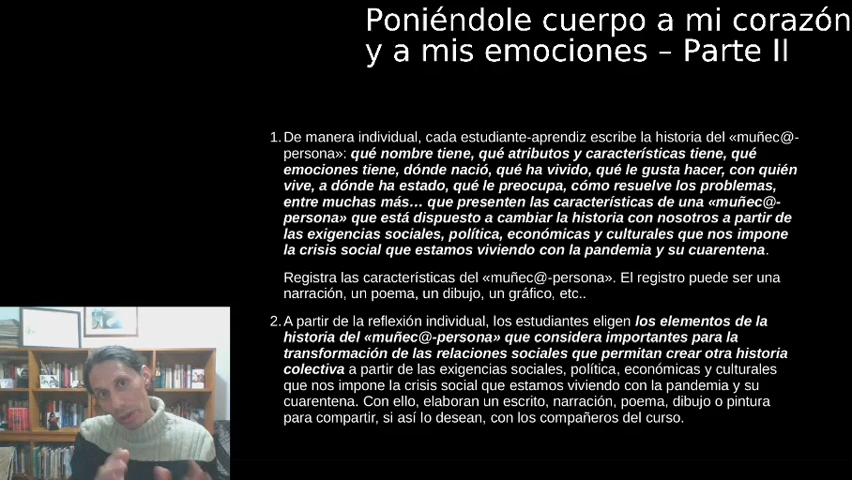 Poniéndole cuerpo a mi corazón
y a mis emociones – Parte II
1. De manera individual, cada estudiante-aprendiz escribe la historia del «muñec@-
persona»: qué nombre tiene, qué atributos y características tiene, qué
emociones tiene, dónde nació, qué ha vivido, qué le gusta hacer, con quién
vive, a dónde ha estado, qué le preocupa, cómo resuelve los problemas,
entre muchas más… que presenten las características de una «muñec@-
persona» que está dispuesto a cambiar la historia con nosotros a partir de
las exigencias sociales, política, económicas y culturales que nos impone
la crisis social que estamos viviendo con la pandemia y su cuarentena.
Registra las características del «muñec@-persona». El registro puede ser una
narración, un poema, un dibujo, un gráfico, etc..
2. A partir de la reflexión individual, los estudiantes eligen los elementos de la
historia del «muñec@-persona» que considera importantes para la
transformación de las relaciones sociales que permitan crear otra historia
colectiva a partir de las exigencias sociales, política, económicas y culturales
que nos impone la crisis social que estamos viviendo con la pandemia y su
cuarentena. Con ello, elaboran un escrito, narración, poema, dibujo o pintura
para compartir, si así lo desean, con los compañeros del curso.